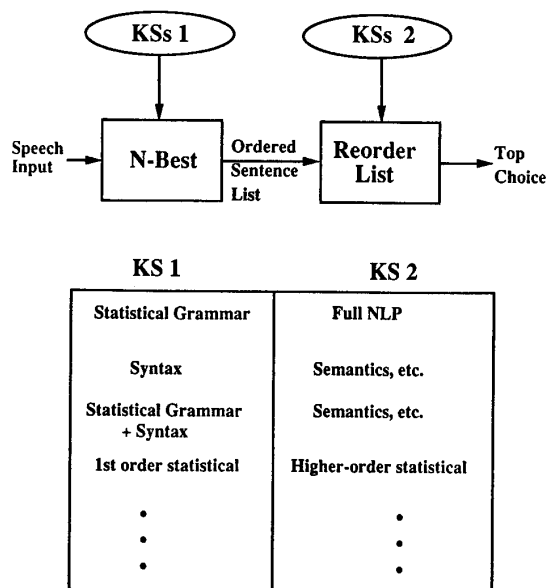 KSs 1
KSs 2
Speech
Input
N-Best
Ordered
Sentence
List
Reorder
List
Top
Choice
KS 1
KS 2
Statistical Grammar
Full NLP
Syntax
Semantics, etc.
Statistical Grammar
+ Syntax
Semantics, etc.
1st order statistical
Higher-order statistical